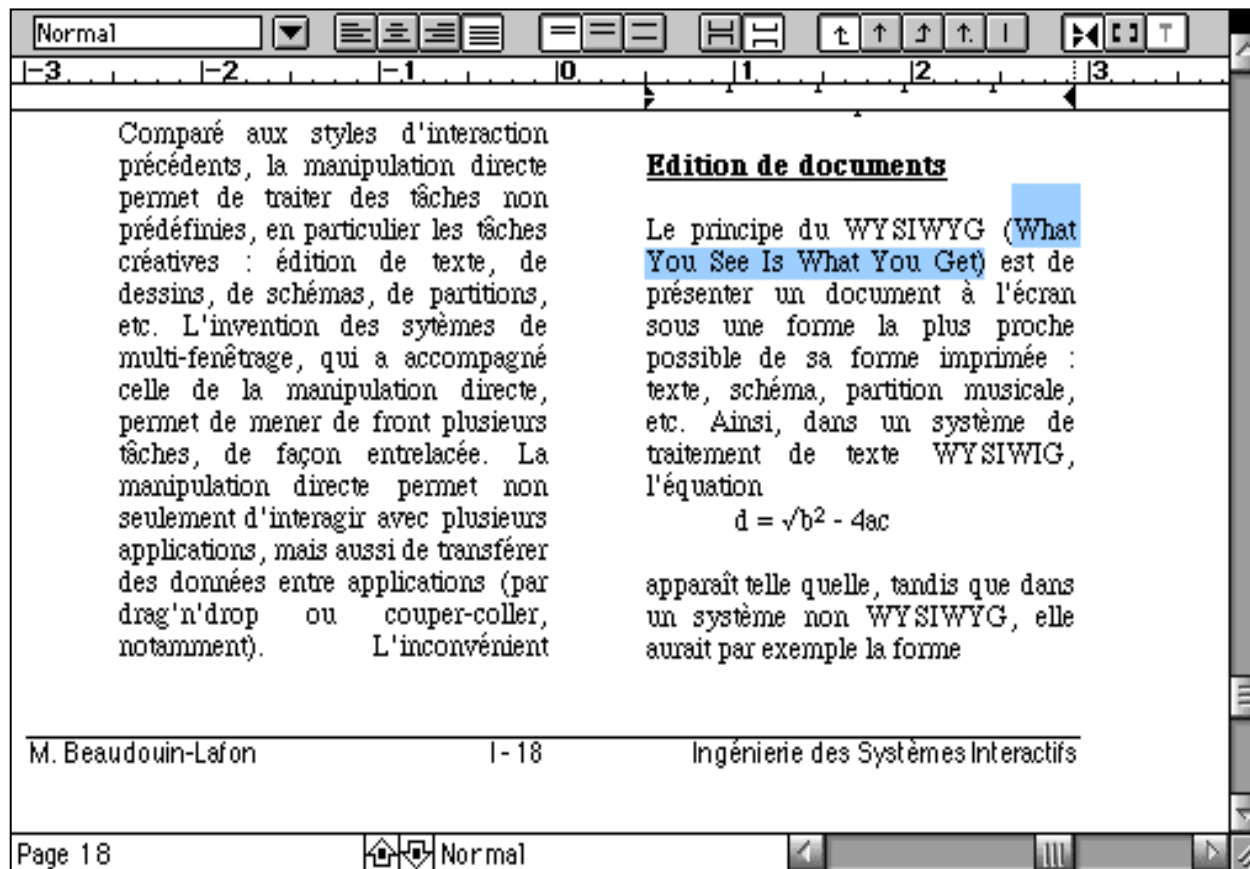 Normal
|-3 |-2 |-1 |0 |1 |2 |3
Comparé aux styles d'interaction
précédents, la manipulation directe
permet de traiter des tâches non
prédéfinies, en particulier les tâches
créatives : édition de texte, de
dessins, de schémas, de partitions,
etc. L'invention des sytèmes de
multi-fenêtrage, qui a accompagné
celle de la manipulation directe,
permet de mener de front plusieurs
tâches, de façon entrelacée. La
manipulation directe permet non
seulement d'interagir avec plusieurs
applications, mais aussi de transférer
des données entre applications (par
drag'n'drop ou couper-coller,
notamment). L'inconvénient
Edition de documents
Le principe du WYSIWYG (What
You See Is What You Get) est de
présenter un document à l'écran
sous une forme la plus proche
possible de sa forme imprimée :
texte, schéma, partition musicale,
etc. Ainsi, dans un système de
traitement de texte WYSIWIG,
l'équation
d = √b² - 4ac
apparaît telle quelle, tandis que dans
un système non WYSIWYG, elle
aurait par exemple la forme
M. Beaudouin-Lafon I - 18 Ingénierie des Systèmes Interactifs
Page 18 Normal